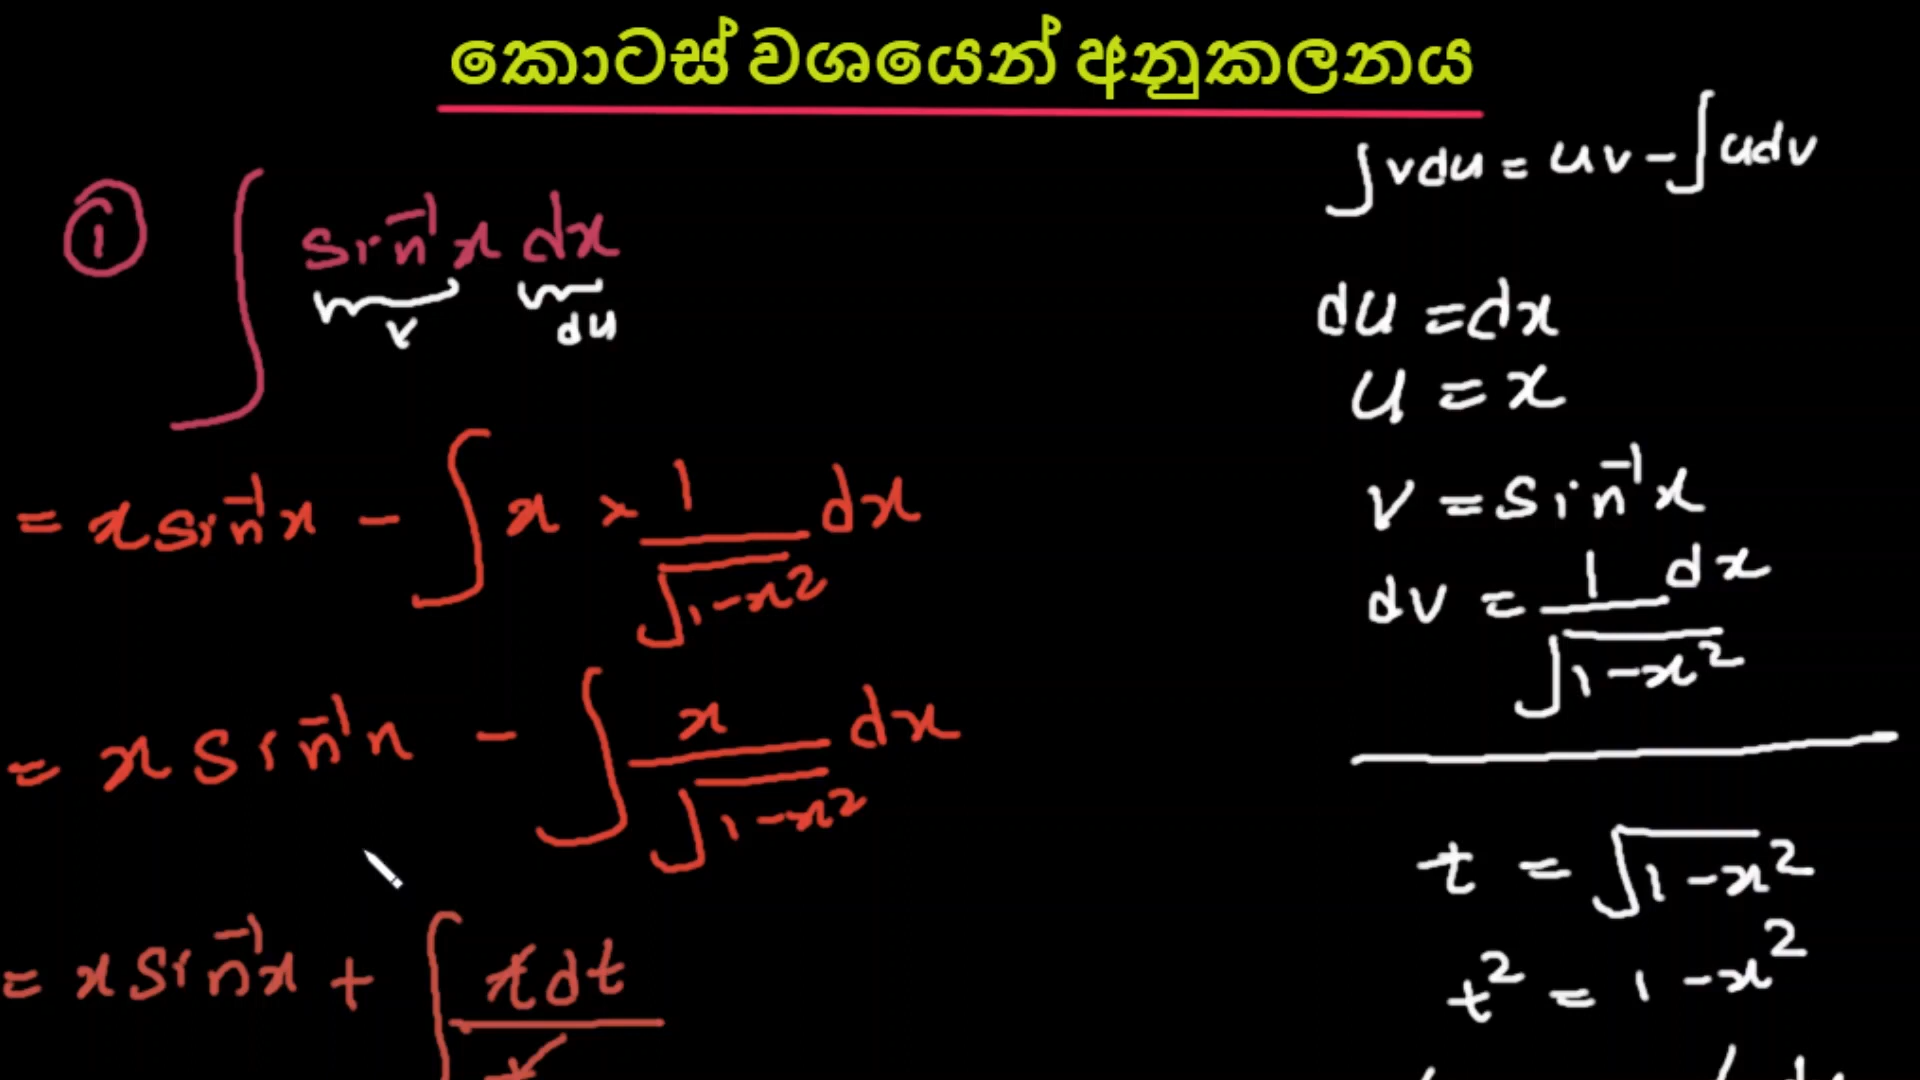 කොටස් වශයෙන් අනුකලනය
① ∫ sin⁻¹x dx
v du
= x sin⁻¹x - ∫ x × 1/√(1-x²) dx
= x sin⁻¹x - ∫ x/√(1-x²) dx
= x sin⁻¹x + ∫ t dt/t
∫ v du = uv - ∫ u dv
du = dx
u = x
v = sin⁻¹x
dv = 1/√(1-x²) dx
t = √(1-x²)
t² = 1-x²